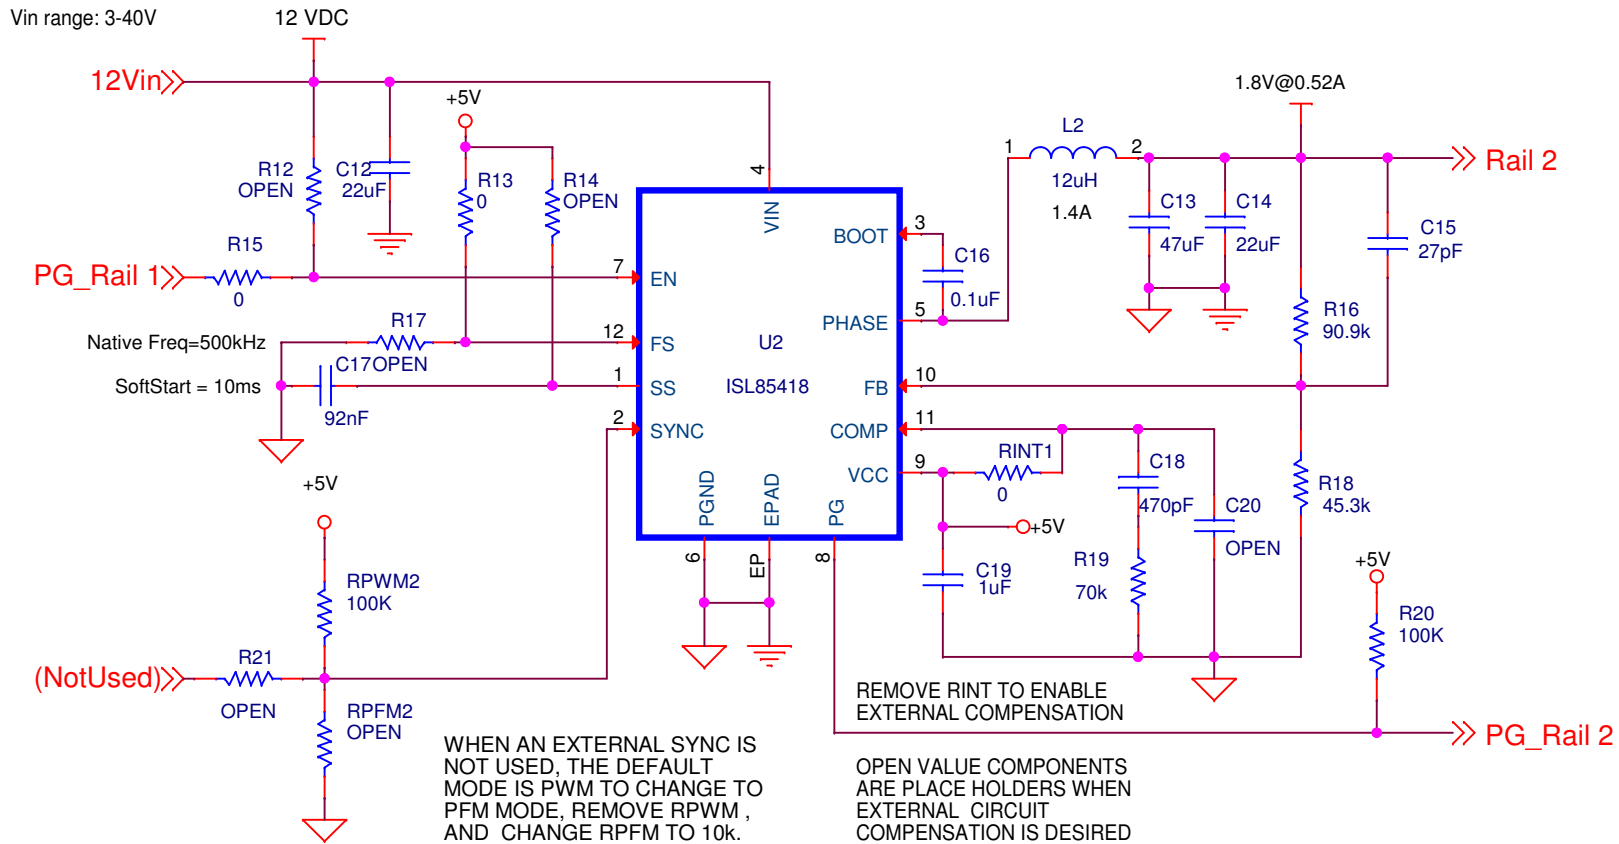 Vin range: 3-40V
12 VDC
12Vin
+5V
1.8V@0.52A
R12
OPEN
C12
22uF
R13
0
R14
OPEN
4
VIN
1
L2
2
12uH
1.4A
Rail 2
C13
47uF
C14
22uF
C15
27pF
R15
0
PG_Rail 1
7
EN
3
BOOT
C16
0.1uF
5
PHASE
R16
90.9k
Native Freq=500kHz
R17
OPEN
12
FS
U2
ISL85418
SoftStart = 10ms
C17
92nF
1
SS
10
FB
2
SYNC
11
COMP
9
VCC
RINT1
0
C18
470pF
C20
OPEN
R18
45.3k
+5V
PGND
EPAD
PG
6
EP
8
+5V
C19
1uF
R19
70k
+5V
R20
100K
RPWM2
100K
(NotUsed)
R21
OPEN
RPFM2
OPEN
REMOVE RINT TO ENABLE
EXTERNAL COMPENSATION
PG_Rail 2
WHEN AN EXTERNAL SYNC IS
NOT USED, THE DEFAULT
MODE IS PWM TO CHANGE TO
PFM MODE, REMOVE RPWM ,
AND CHANGE RPFM TO 10k.
OPEN VALUE COMPONENTS
ARE PLACE HOLDERS WHEN
EXTERNAL CIRCUIT
COMPENSATION IS DESIRED